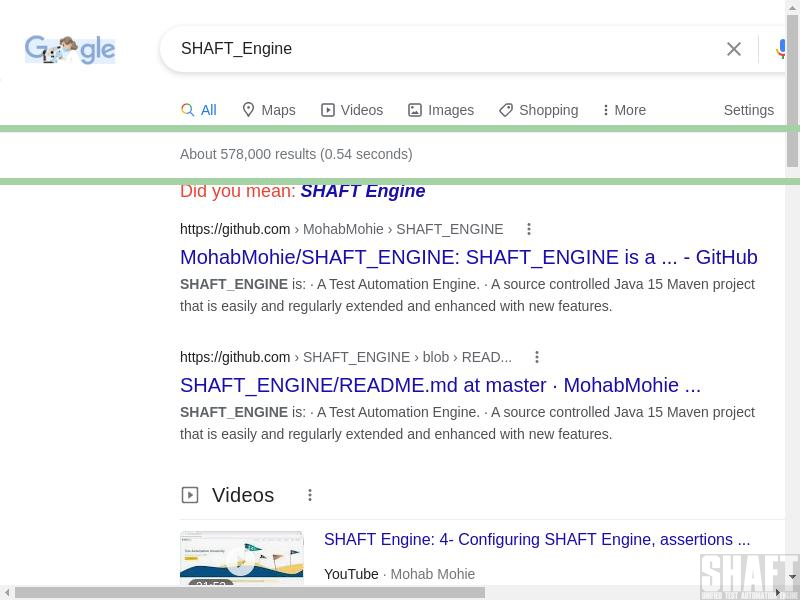 Google
SHAFT_Engine
All Maps Videos Images Shopping More Settings
About 578,000 results (0.54 seconds)
Did you mean: SHAFT Engine
https://github.com › MohabMohie › SHAFT_ENGINE
MohabMohie/SHAFT_ENGINE: SHAFT_ENGINE is a ... - GitHub
SHAFT_ENGINE is: · A Test Automation Engine. · A source controlled Java 15 Maven project
that is easily and regularly extended and enhanced with new features.
https://github.com › SHAFT_ENGINE › blob › READ...
SHAFT_ENGINE/README.md at master · MohabMohie ...
SHAFT_ENGINE is: · A Test Automation Engine. · A source controlled Java 15 Maven project
that is easily and regularly extended and enhanced with new features.
Videos
SHAFT Engine: 4- Configuring SHAFT Engine, assertions ...
YouTube · Mohab Mohie
SHAFT